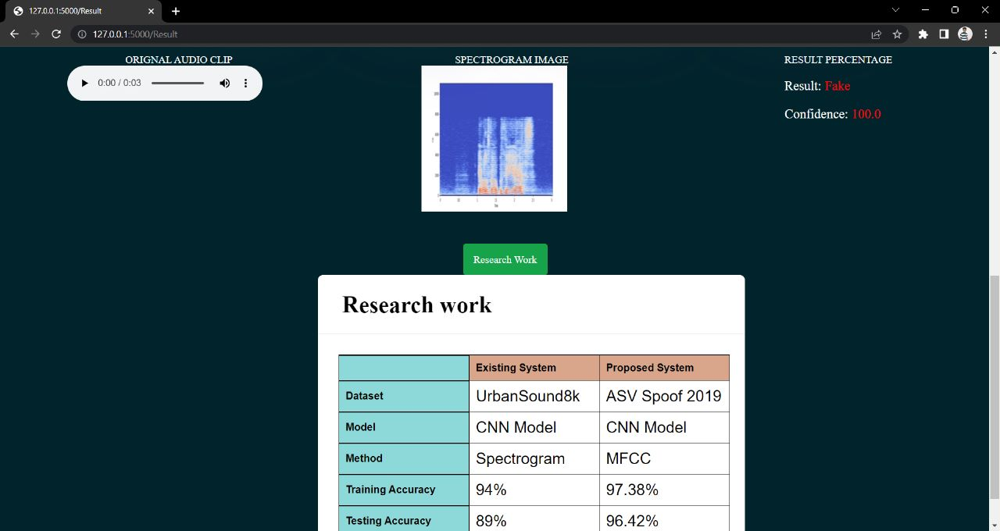 127.0.0.1:5000/Result
127.0.0.1:5000/Result
ORIGNAL AUDIO CLIP
0:00 / 0:03
SPECTROGRAM IMAGE
RESULT PERCENTAGE
Result: Fake
Confidence: 100.0
Research Work
Research work
Existing System Proposed System
Dataset UrbanSound8k ASV Spoof 2019
Model CNN Model CNN Model
Method Spectrogram MFCC
Training Accuracy 94% 97.38%
Testing Accuracy 89% 96.42%